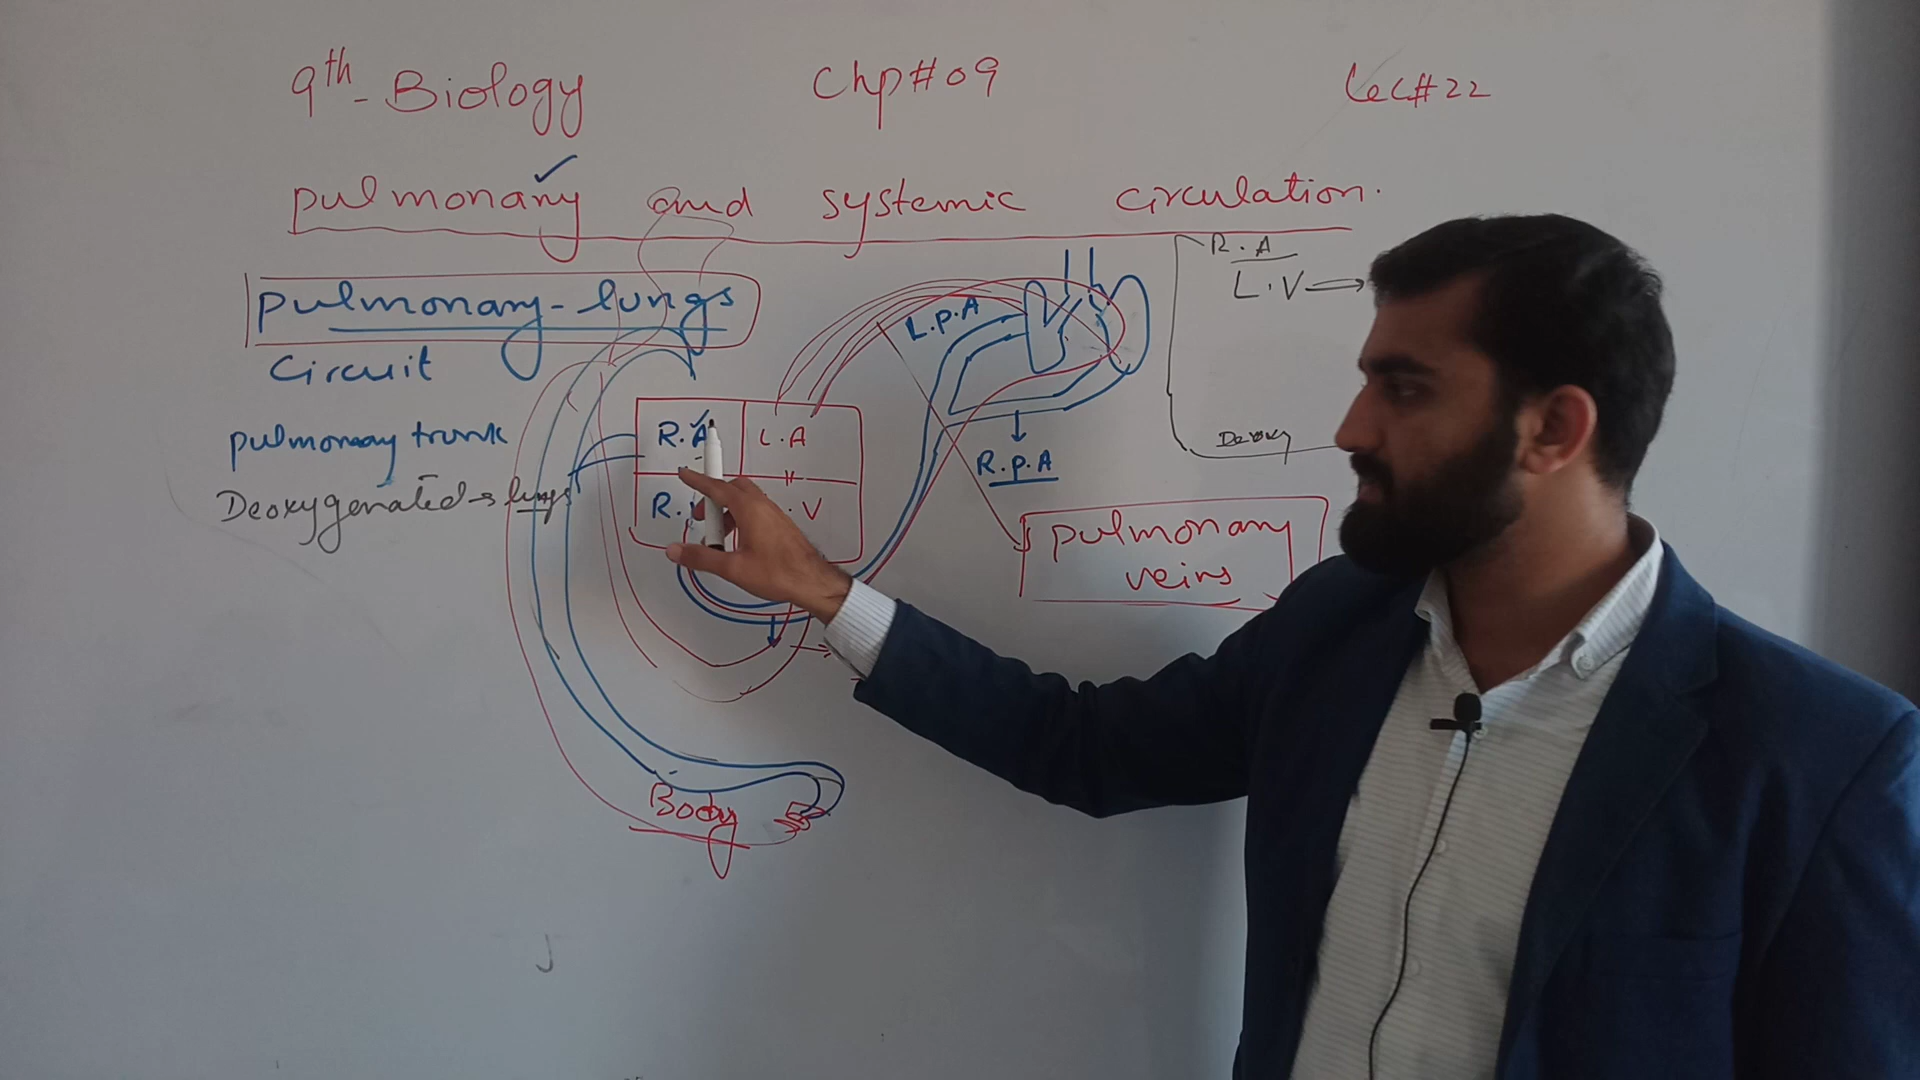 9th - Biology Chp#09 Lec#22
pulmonary and systemic circulation.
pulmonary - lungs
Circuit
pulmonary trunk
Deoxygenated → lungs
R.A L.A
R.V .V
L.P.A
R.P.A
pulmonary
veins
Body
R.A
L.V →
Deoxy